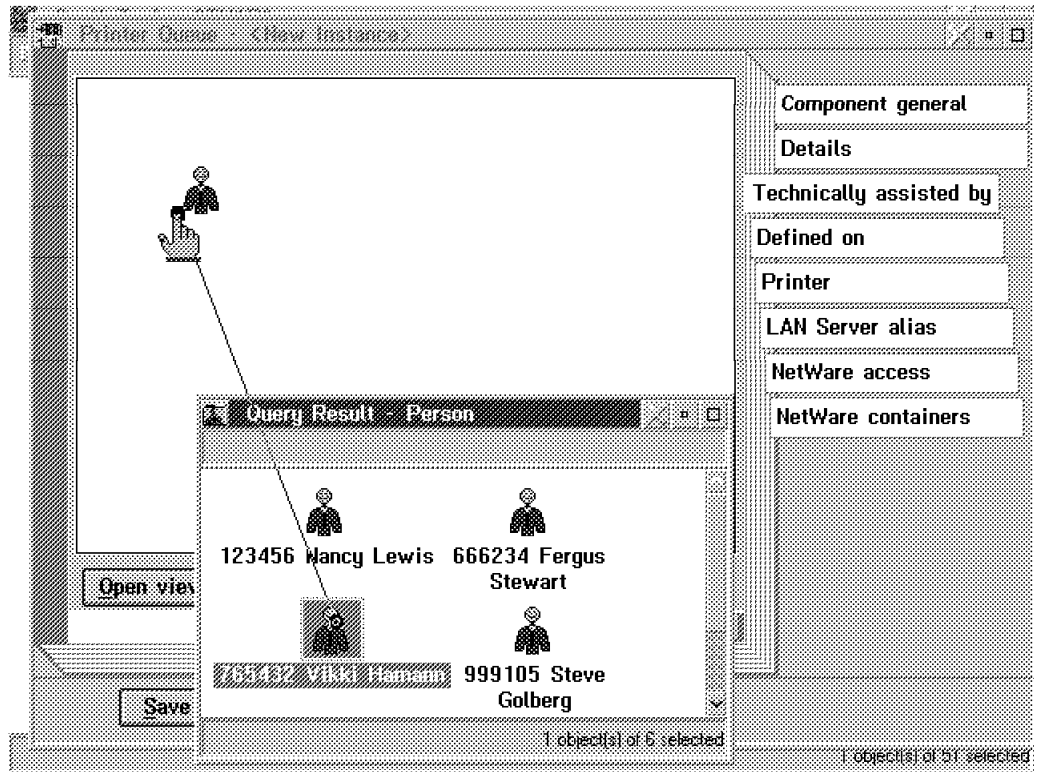 Printer Queue - <New Instance>
Component general
Details
Technically assisted by
Defined on
Printer
LAN Server alias
NetWare access
NetWare containers
Query Result - Person
123456 Nancy Lewis
666234 Fergus
Stewart
765432 Vikki Hamann
999105 Steve
Golberg
1 object(s) of 6 selected
Open view
Save
1 object(s) of 51 selected